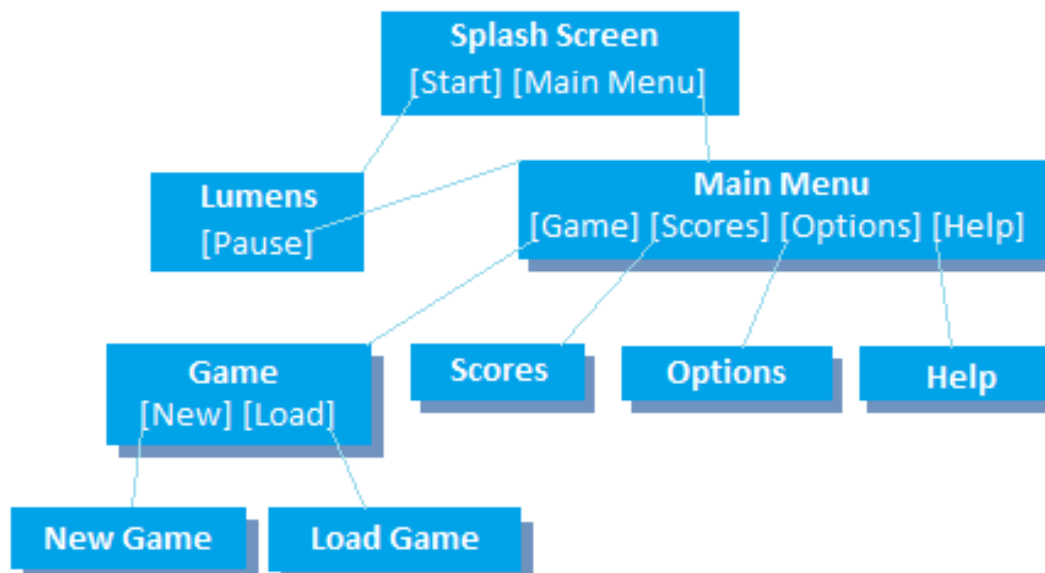 Splash Screen
[Start] [Main Menu]
Lumens
[Pause]
Main Menu
[Game] [Scores] [Options] [Help]
Game
[New] [Load]
Scores
Options
Help
New Game
Load Game